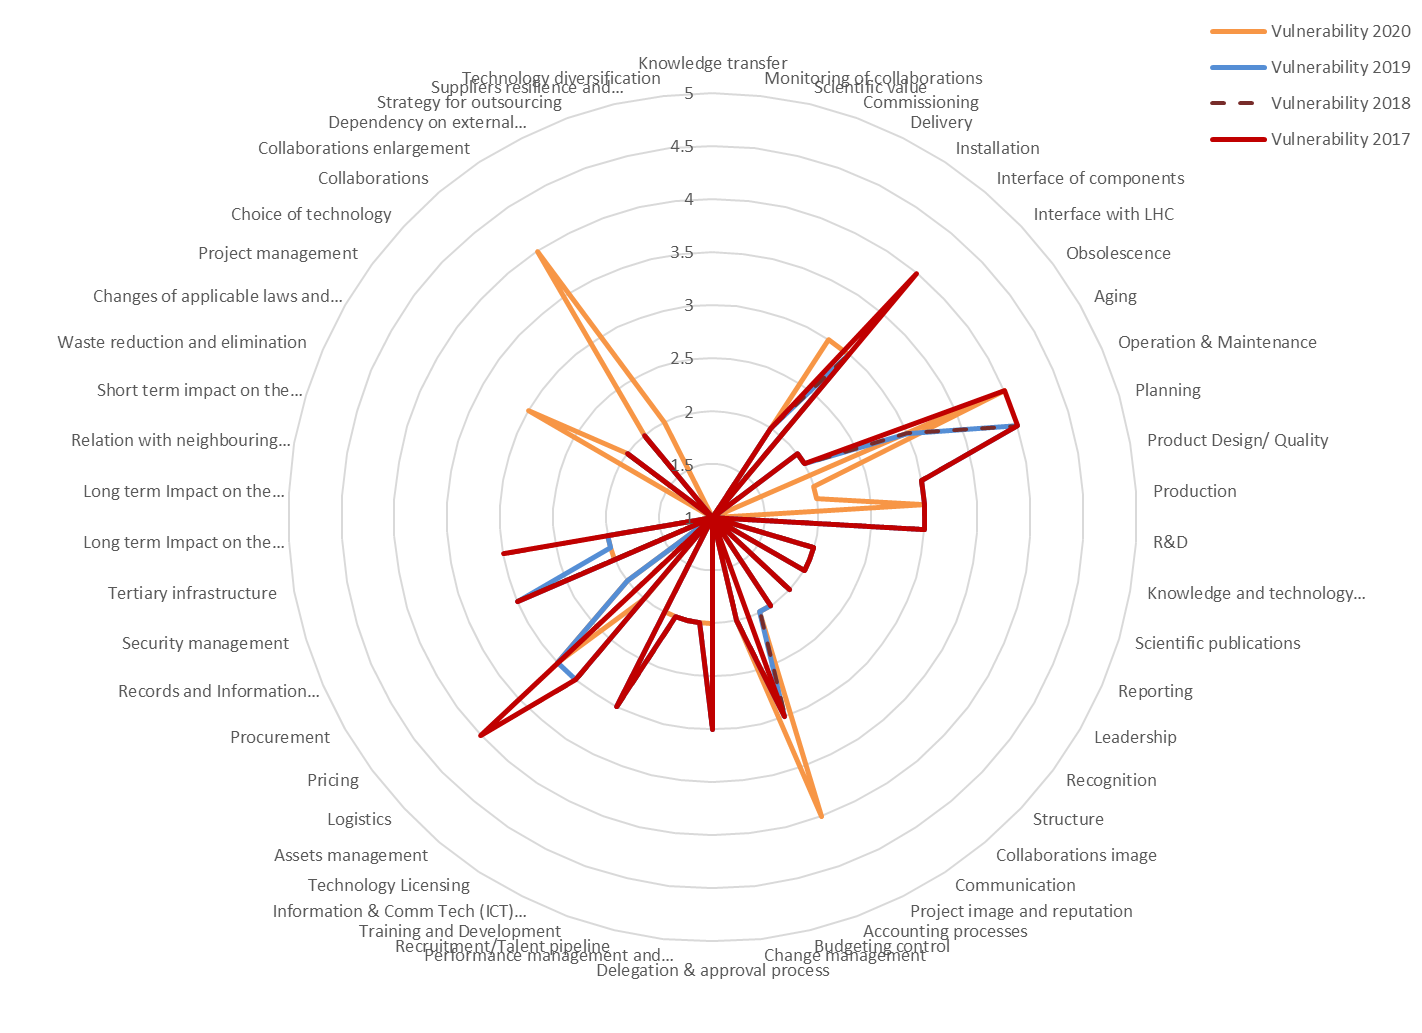 Vulnerability 2020
Vulnerability 2019
Vulnerability 2018
Vulnerability 2017
Knowledge transfer
Monitoring of collaborations
Scientific value
Commissioning
Delivery
Installation
Interface of components
Interface with LHC
Obsolescence
Aging
Operation & Maintenance
Planning
Product Design/ Quality
Production
R&D
Knowledge and technology...
Scientific publications
Reporting
Leadership
Recognition
Structure
Collaborations image
Communication
Project image and reputation
Accounting processes
Budgeting control
Change management
Delegation & approval process
Performance management and...
Recruitment/Talent pipeline
Training and Development
Information & Comm Tech (ICT)...
Technology Licensing
Assets management
Logistics
Pricing
Procurement
Records and Information...
Security management
Tertiary infrastructure
Long term Impact on the...
Long term Impact on the...
Relation with neighbouring...
Short term impact on the...
Waste reduction and elimination
Changes of applicable laws and...
Project management
Choice of technology
Collaborations
Collaborations enlargement
Dependency on external...
Strategy for outsourcing
Suppliers resilience and...
Technology diversification
5
4.5
4
3.5
3
2.5
2
1.5
1